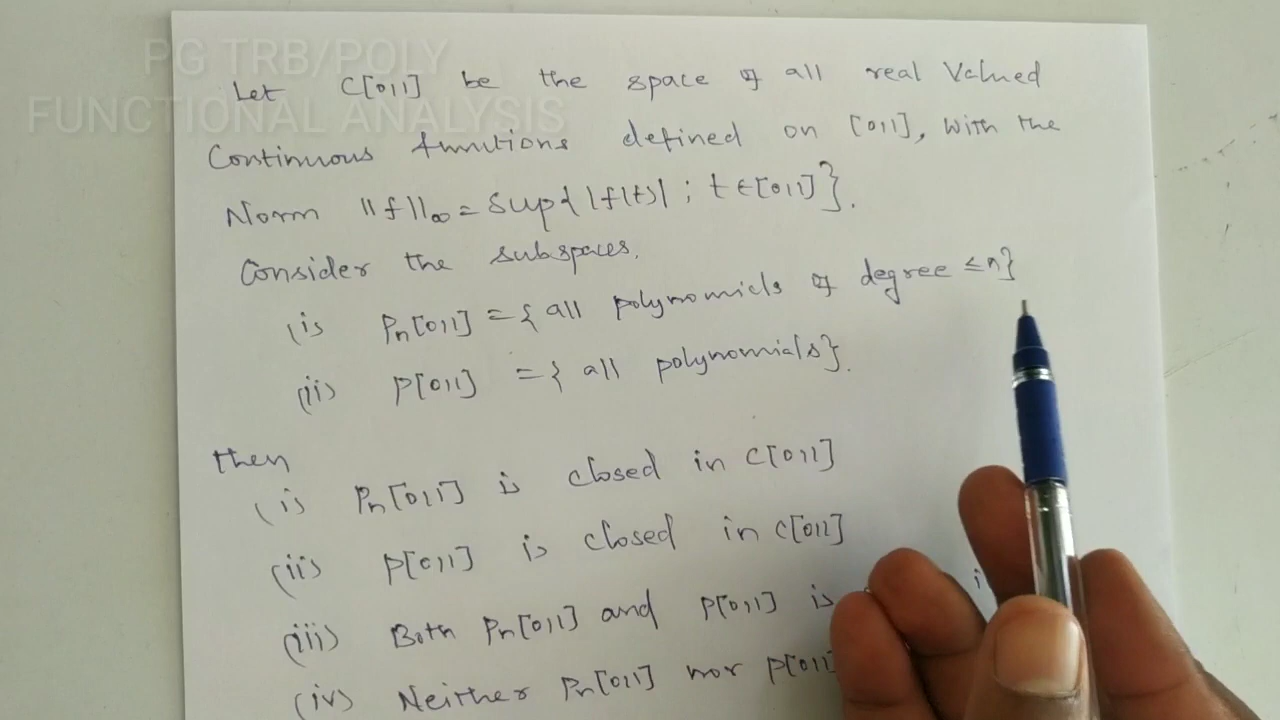 PG TRB/POLY
FUNCTIONAL ANALYSIS
Let C[0,1] be the space of all real Valued
Continuous functions defined on [0,1], With the
Norm ||f||∞ = Sup{ |f(t)| ; t ∈ [0,1] }.
Consider the subspaces.
(i) Pn[0,1] = { all polynomials of degree ≤ n}
(ii) P[0,1] = { all polynomials}.
then
(i) Pn[0,1] is closed in C[0,1]
(ii) P[0,1] is closed in C[0,1]
(iii) Both Pn[0,1] and P[0,1] is
(iv) Neither Pn[0,1] nor P[0,1]